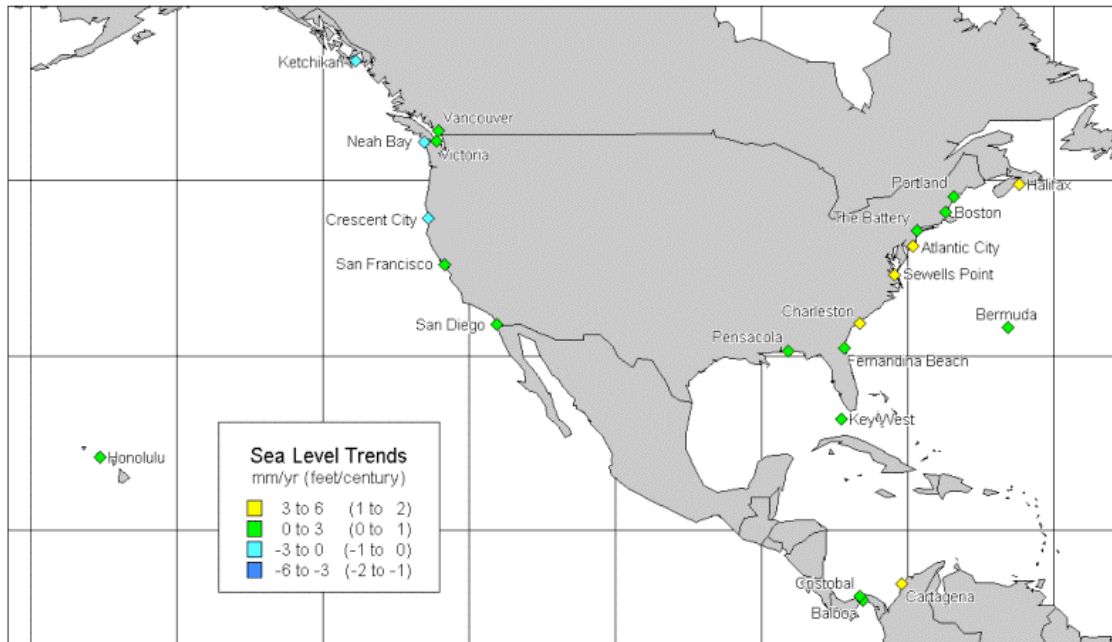 Ketchikan
Vancouver
Neah Bay
Victoria
Portland
Halifax
Boston
The Battery
Crescent City
Atlantic City
San Francisco
Sewells Point
Charleston
Bermuda
San Diego
Pensacola
Fernandina Beach
Key West
Honolulu
Sea Level Trends
mm/yr (feet/century)
3 to 6 (1 to 2)
0 to 3 (0 to 1)
-3 to 0 (-1 to 0)
-6 to -3 (-2 to -1)
Cristobal
Cartagena
Balboa